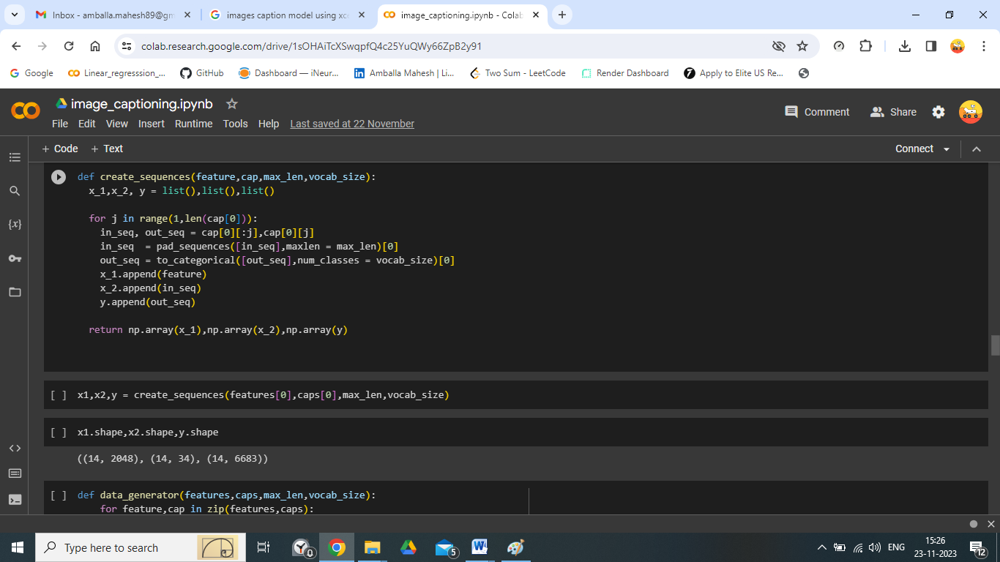 Inbox - amballa.mahesh89@gm
images caption model using xce
image_captioning.ipynb - Colab
colab.research.google.com/drive/1sOHAiTcXSwqpfQ4c25YuQWy66ZpB2y91
Google
Linear_regresssion_...
GitHub
Dashboard — iNeur...
Amballa Mahesh | Li...
Two Sum - LeetCode
Render Dashboard
Apply to Elite US Re...
image_captioning.ipynb
Comment
Share
File Edit View Insert Runtime Tools Help Last saved at 22 November
+ Code + Text
Connect
def create_sequences(feature,cap,max_len,vocab_size):
x_1,x_2, y = list(),list(),list()
for j in range(1,len(cap[0])):
in_seq, out_seq = cap[0][:j],cap[0][j]
in_seq  = pad_sequences([in_seq],maxlen = max_len)[0]
out_seq = to_categorical([out_seq],num_classes = vocab_size)[0]
x_1.append(feature)
x_2.append(in_seq)
y.append(out_seq)
return np.array(x_1),np.array(x_2),np.array(y)
[ ] x1,x2,y = create_sequences(features[0],caps[0],max_len,vocab_size)
[ ] x1.shape,x2.shape,y.shape
((14, 2048), (14, 34), (14, 6683))
[ ] def data_generator(features,caps,max_len,vocab_size):
for feature,cap in zip(features,caps):
{x}
Type here to search
0
5
ENG
15:26
23-11-2023
12